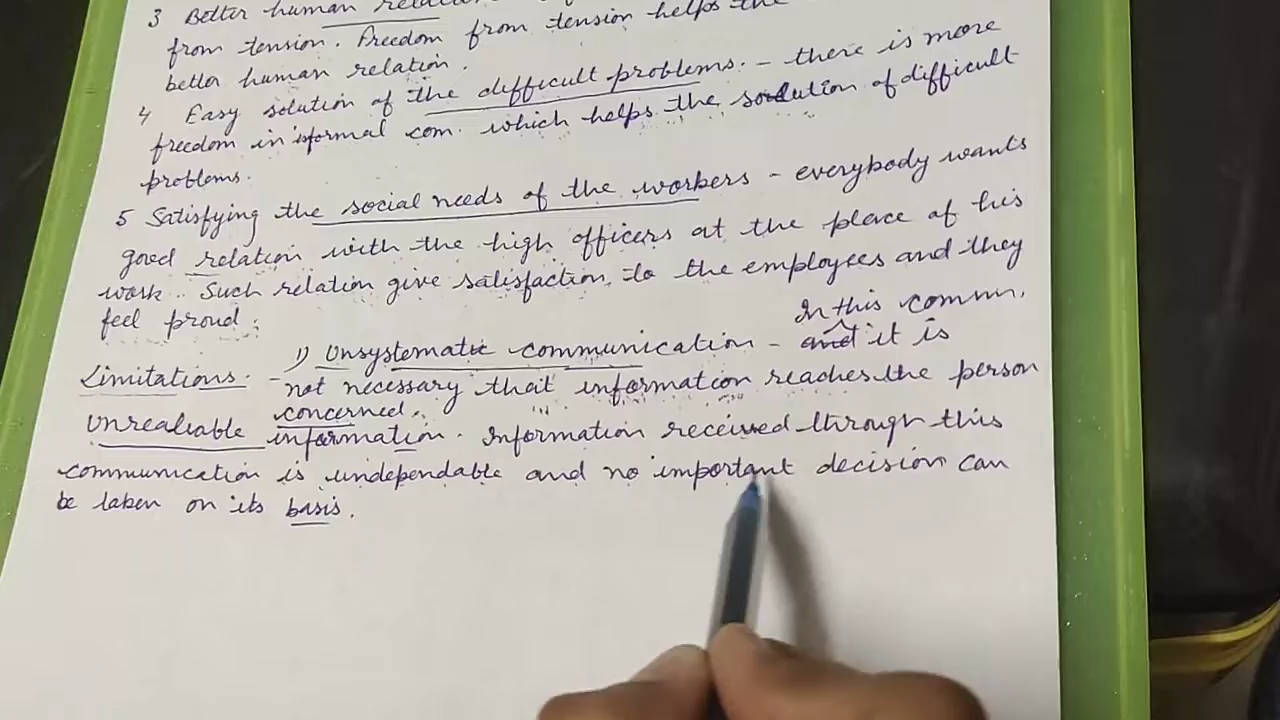 3 Better human
from tension. Freedom from tension helps the
better human relation.
4 Easy solution of the difficult problems. - there is more
freedom in informal com. which helps the solution of difficult
problems.
5 Satisfying the social needs of the workers - everybody wants
good relation with the high officers at the place of his
work. Such relation give satisfaction to the employees and they
feel proud.
In this commun.
Limitations. - 1) Unsystematic communication - and it is
not necessary that information reaches the person
concerned.
Unrealiable information. Information received through this
communication is undependable and no important decision can
be taken on its basis.